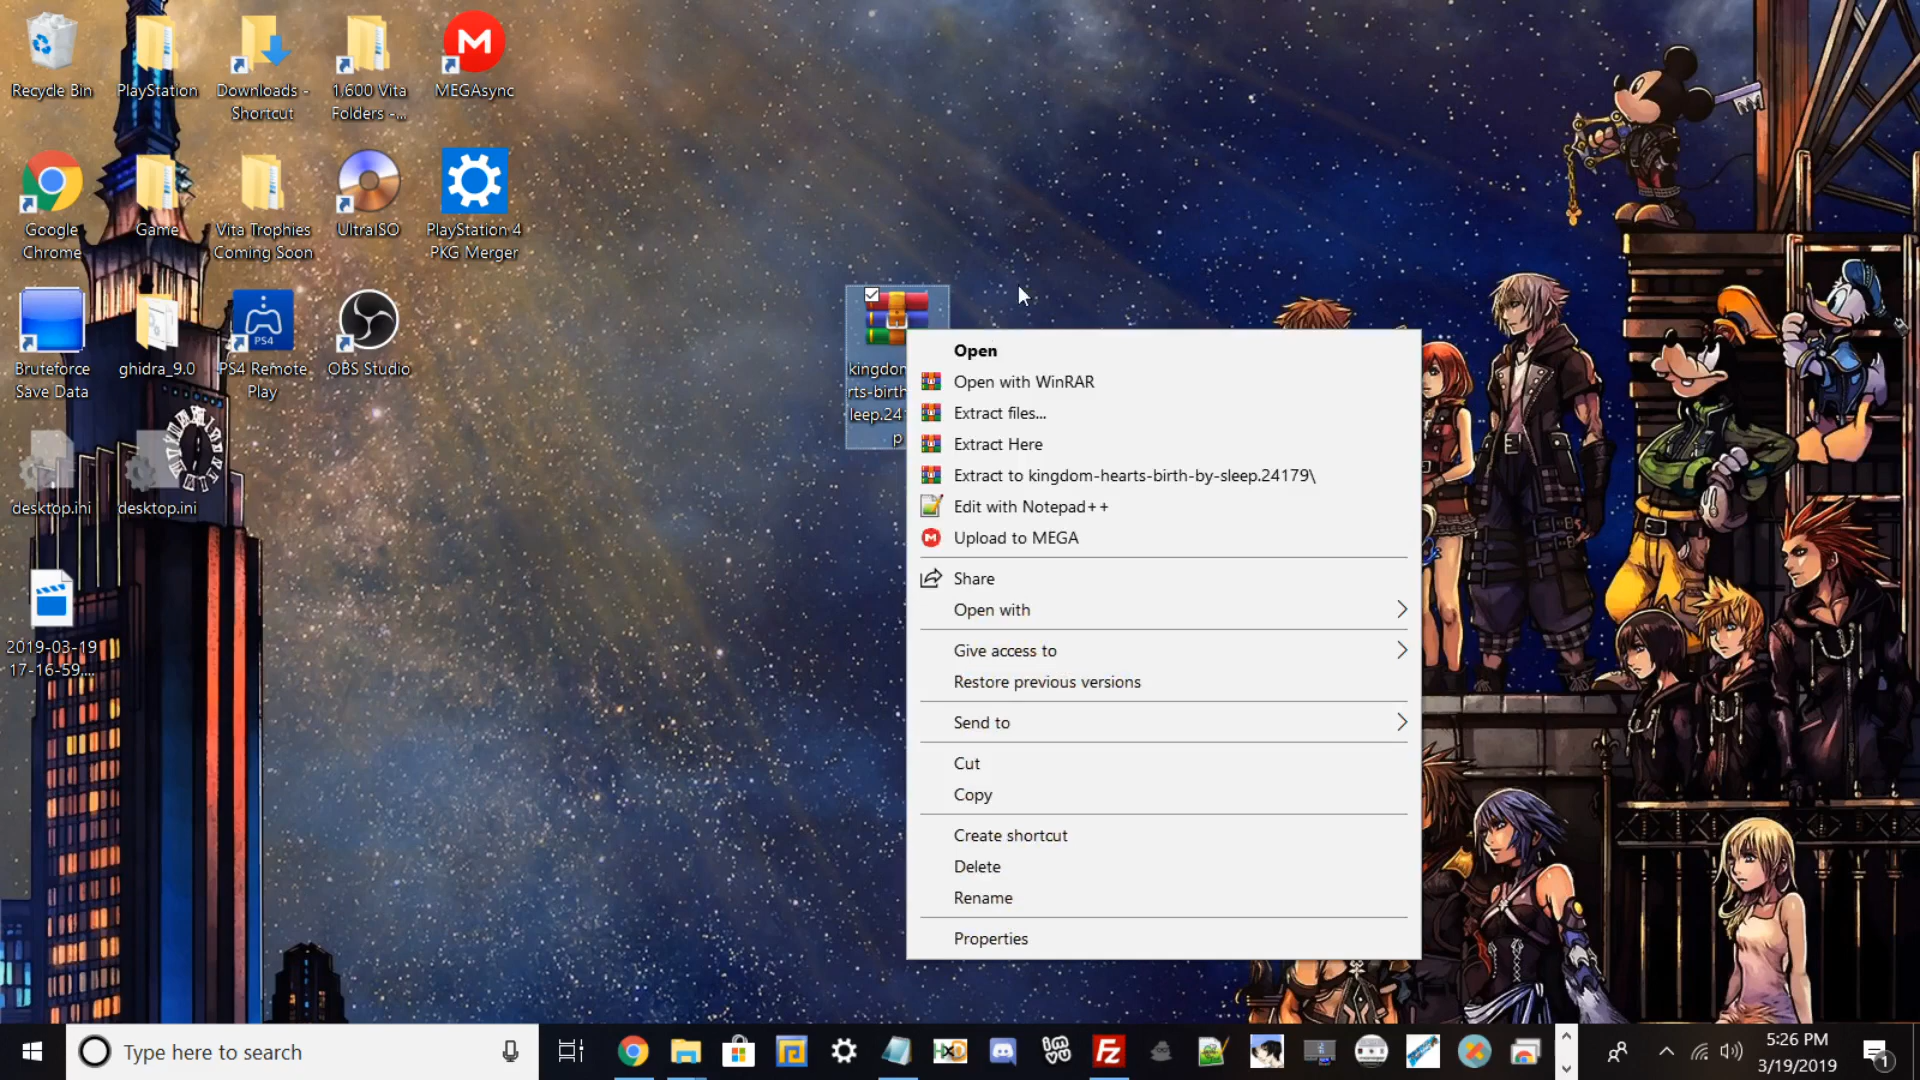 Recycle Bin
PlayStation
Downloads -
Shortcut
1,600 Vita
Folders -...
MEGAsync
Google
Chrome
Game
Vita Trophies
Coming Soon
UltraISO
PlayStation 4
PKG Merger
Bruteforce
Save Data
ghidra_9.0
PS4
PS4 Remote
Play
OBS Studio
desktop.ini
desktop.ini
2019-03-19
17-16-59....
kingdom
rts-birth
leep.24
p
Open
Open with WinRAR
Extract files...
Extract Here
Extract to kingdom-hearts-birth-by-sleep.24179\
Edit with Notepad++
Upload to MEGA
Share
Open with
Give access to
Restore previous versions
Send to
Cut
Copy
Create shortcut
Delete
Rename
Properties
Type here to search
5:26 PM
3/19/2019
1